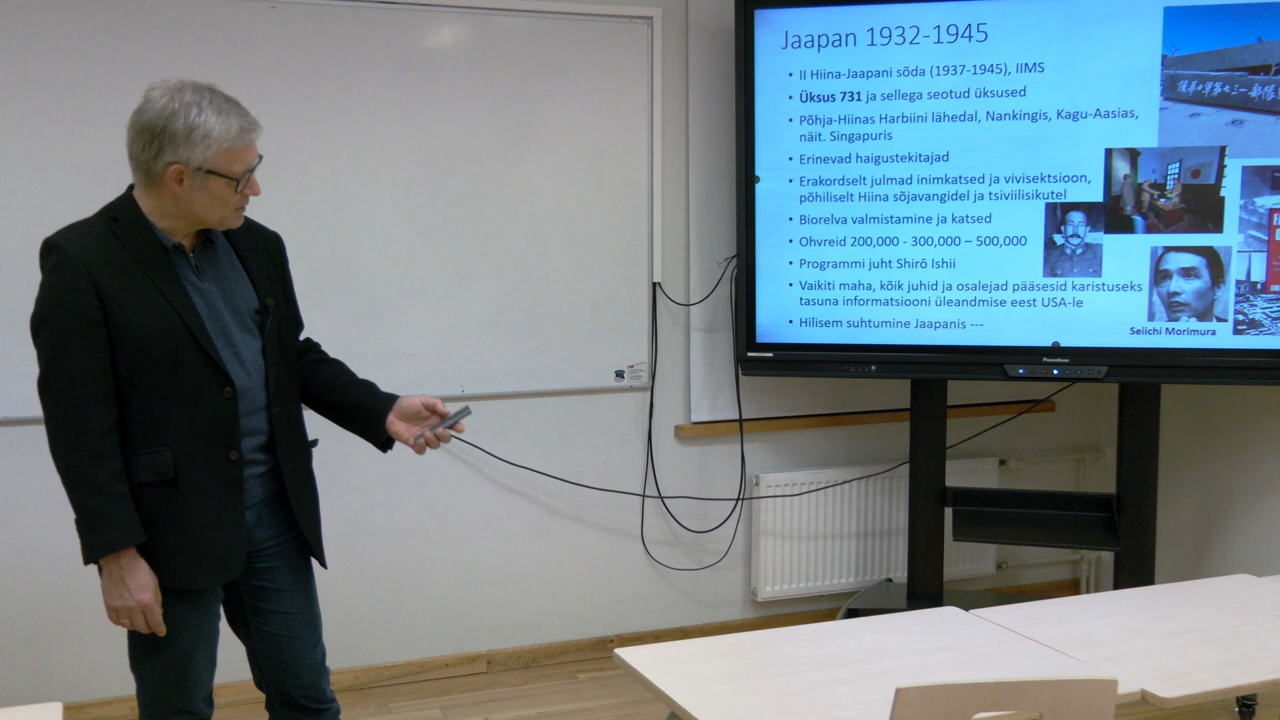 Jaapan 1932-1945
• II Hiina-Jaapani sõda (1937-1945), IIMS
• Üksus 731 ja sellega seotud üksused
• Põhja-Hiinas Harbiini lähedal, Nankingis, Kagu-Aasias,
näit. Singapuris
• Erinevad haigustekitajad
• Erakordselt julmad inimkatsed ja vivisektsioon,
põhiliselt Hiina sõjavangidel ja tsiviilisikutel
• Biorelva valmistamine ja katsed
• Ohvreid 200,000 - 300,000 – 500,000
• Programmi juht Shirō Ishii
• Vaikiti maha, kõik juhid ja osalejad pääsesid karistuseks
tasuna informatsiooni üleandmise eest USA-le
• Hilisem suhtumine Jaapanis ---
Seiichi Morimura
Promethean